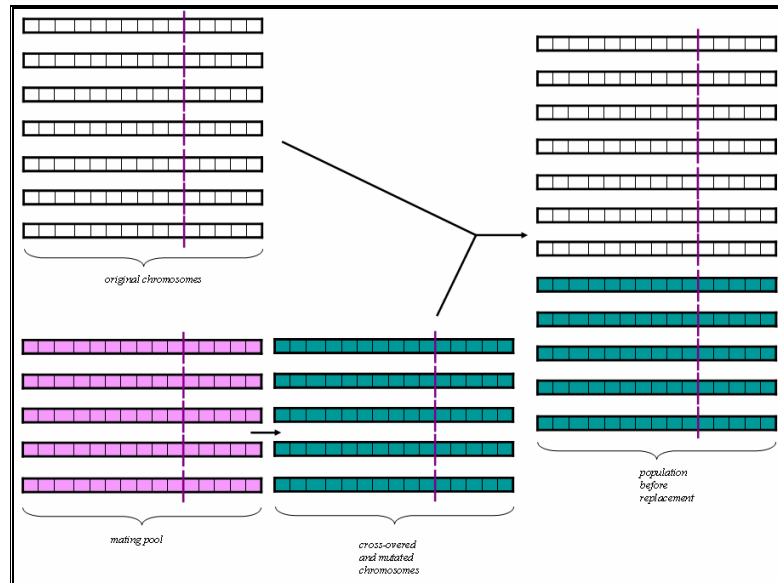 original chromosomes
mating pool
cross-overed
and mutated
chromosomes
population
before
replacement